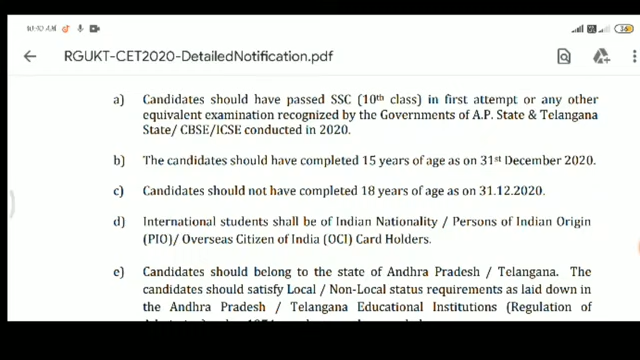 10:40 AM
36
RGUKT-CET2020-DetailedNotification.pdf
a) Candidates should have passed SSC (10th class) in first attempt or any other
equivalent examination recognized by the Governments of A.P. State & Telangana
State/ CBSE/ICSE conducted in 2020.
b) The candidates should have completed 15 years of age as on 31st December 2020.
c) Candidates should not have completed 18 years of age as on 31.12.2020.
d) International students shall be of Indian Nationality / Persons of Indian Origin
(PIO)/ Overseas Citizen of India (OCI) Card Holders.
e) Candidates should belong to the state of Andhra Pradesh / Telangana. The
candidates should satisfy Local / Non-Local status requirements as laid down in
the Andhra Pradesh / Telangana Educational Institutions (Regulation of